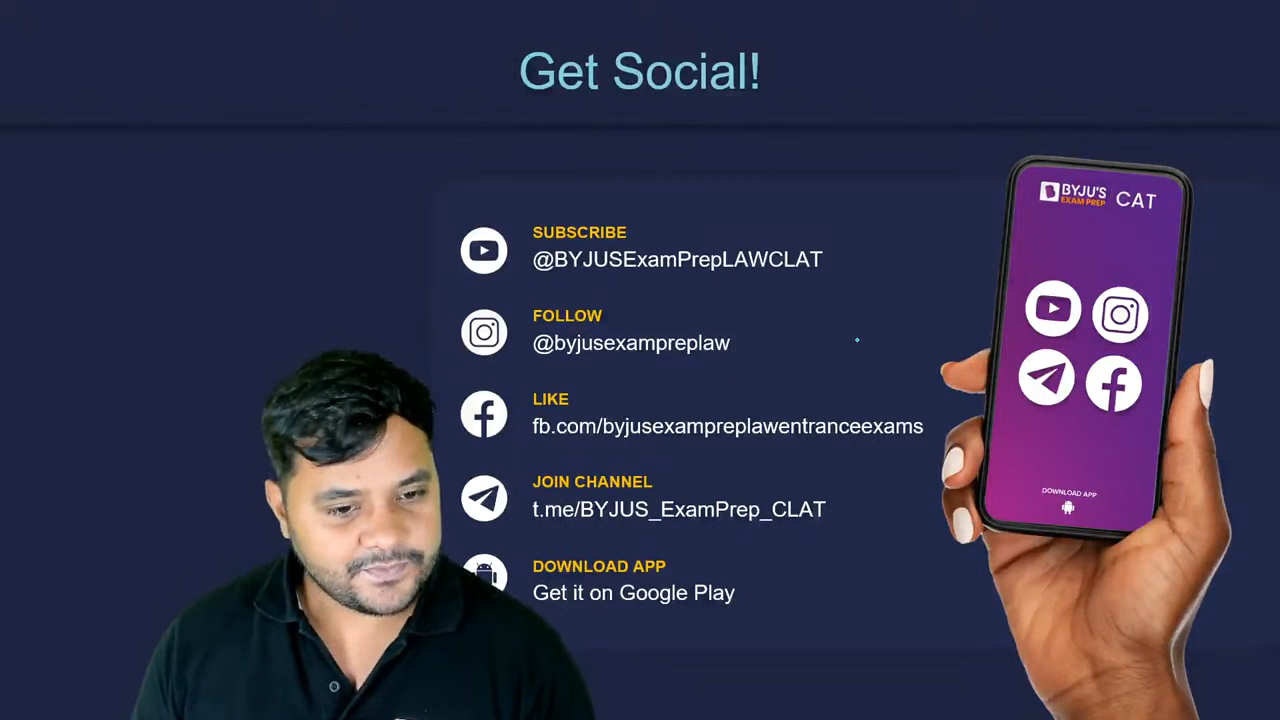 Get Social!
SUBSCRIBE
@BYJUSExamPrepLAWCLAT
FOLLOW
@byjusexampreplaw
LIKE
fb.com/byjusexampreplawentranceexams
JOIN CHANNEL
t.me/BYJUS_ExamPrep_CLAT
DOWNLOAD APP
Get it on Google Play
BYJU'S
EXAM PREP
CAT
DOWNLOAD APP